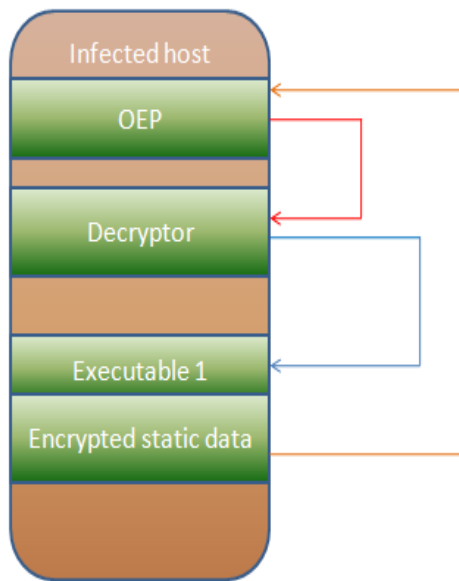 Infected host
OEP
Decryptor
Executable 1
Encrypted static data